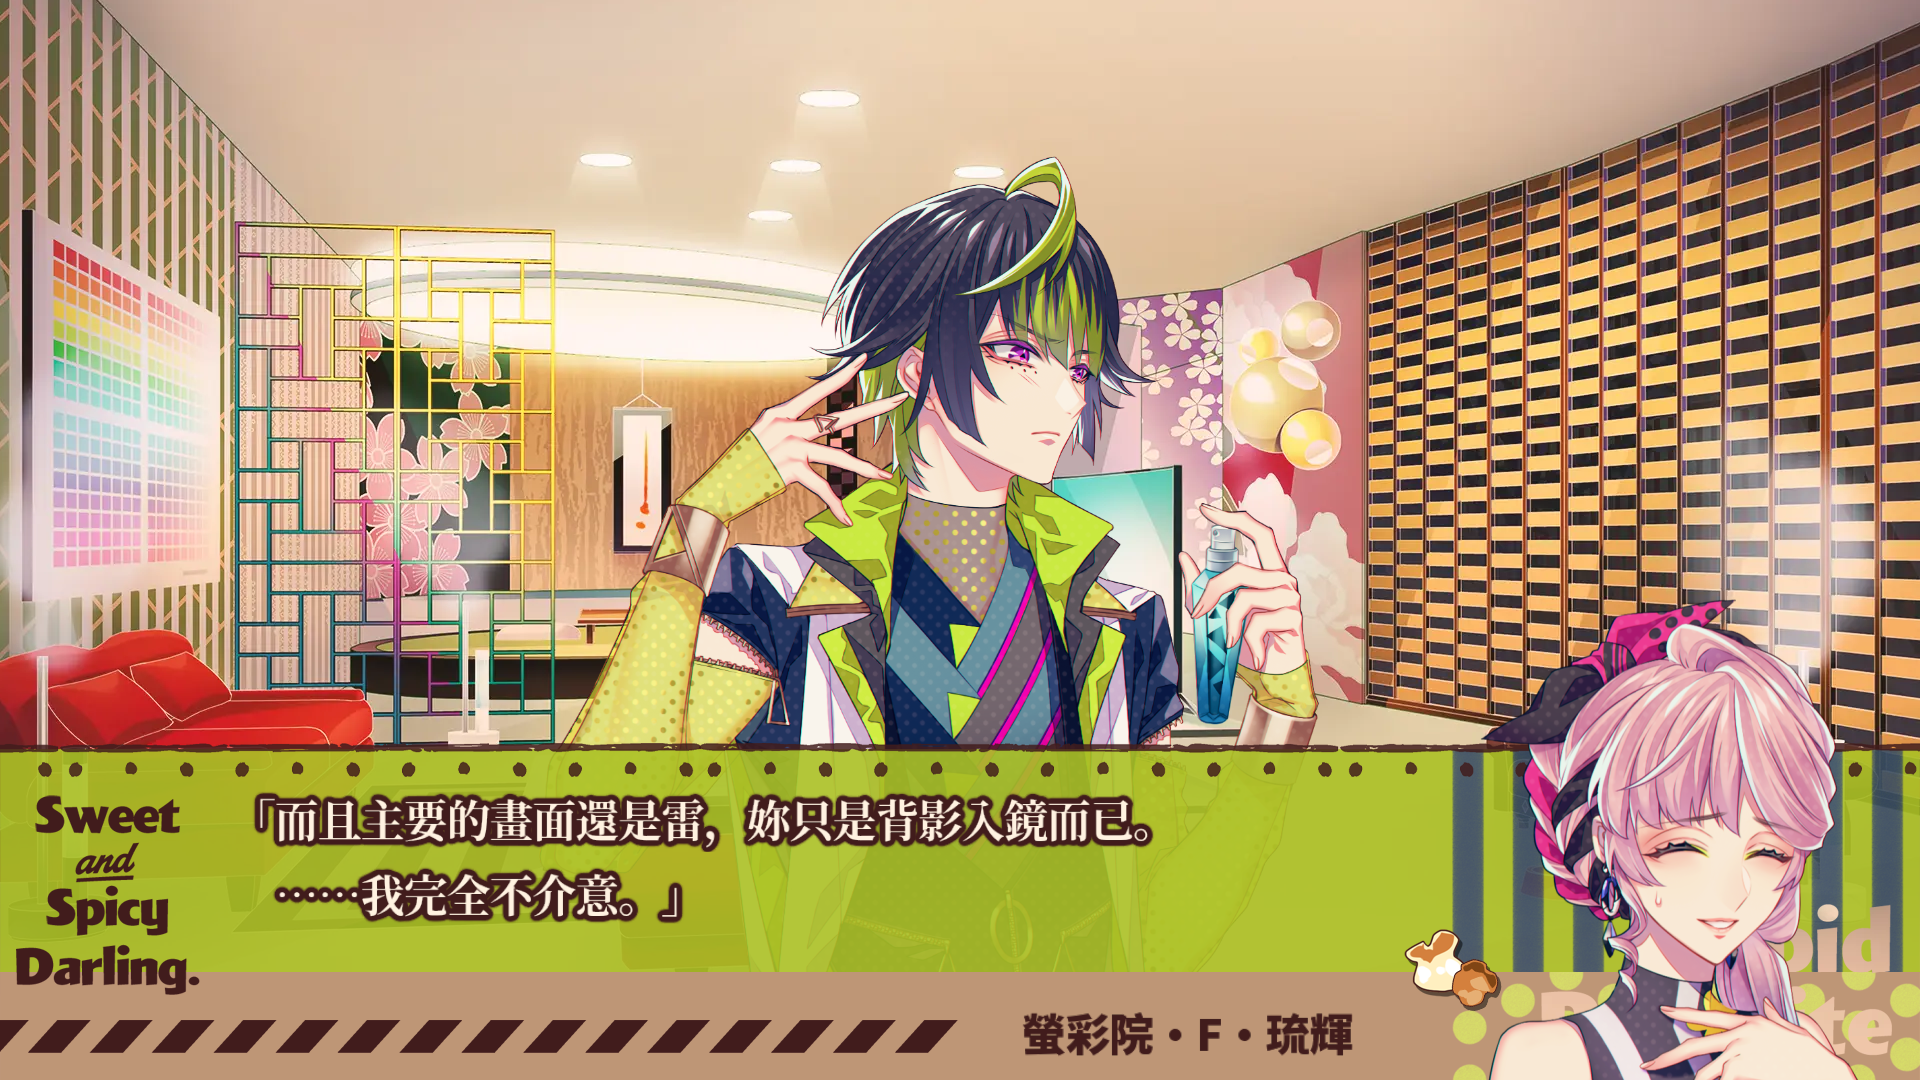 Sweet
and
Spicy
Darling.
「而且主要的畫面還是雷，妳只是背影入鏡而已。
……我完全不介意。」
螢彩院・F・琉輝